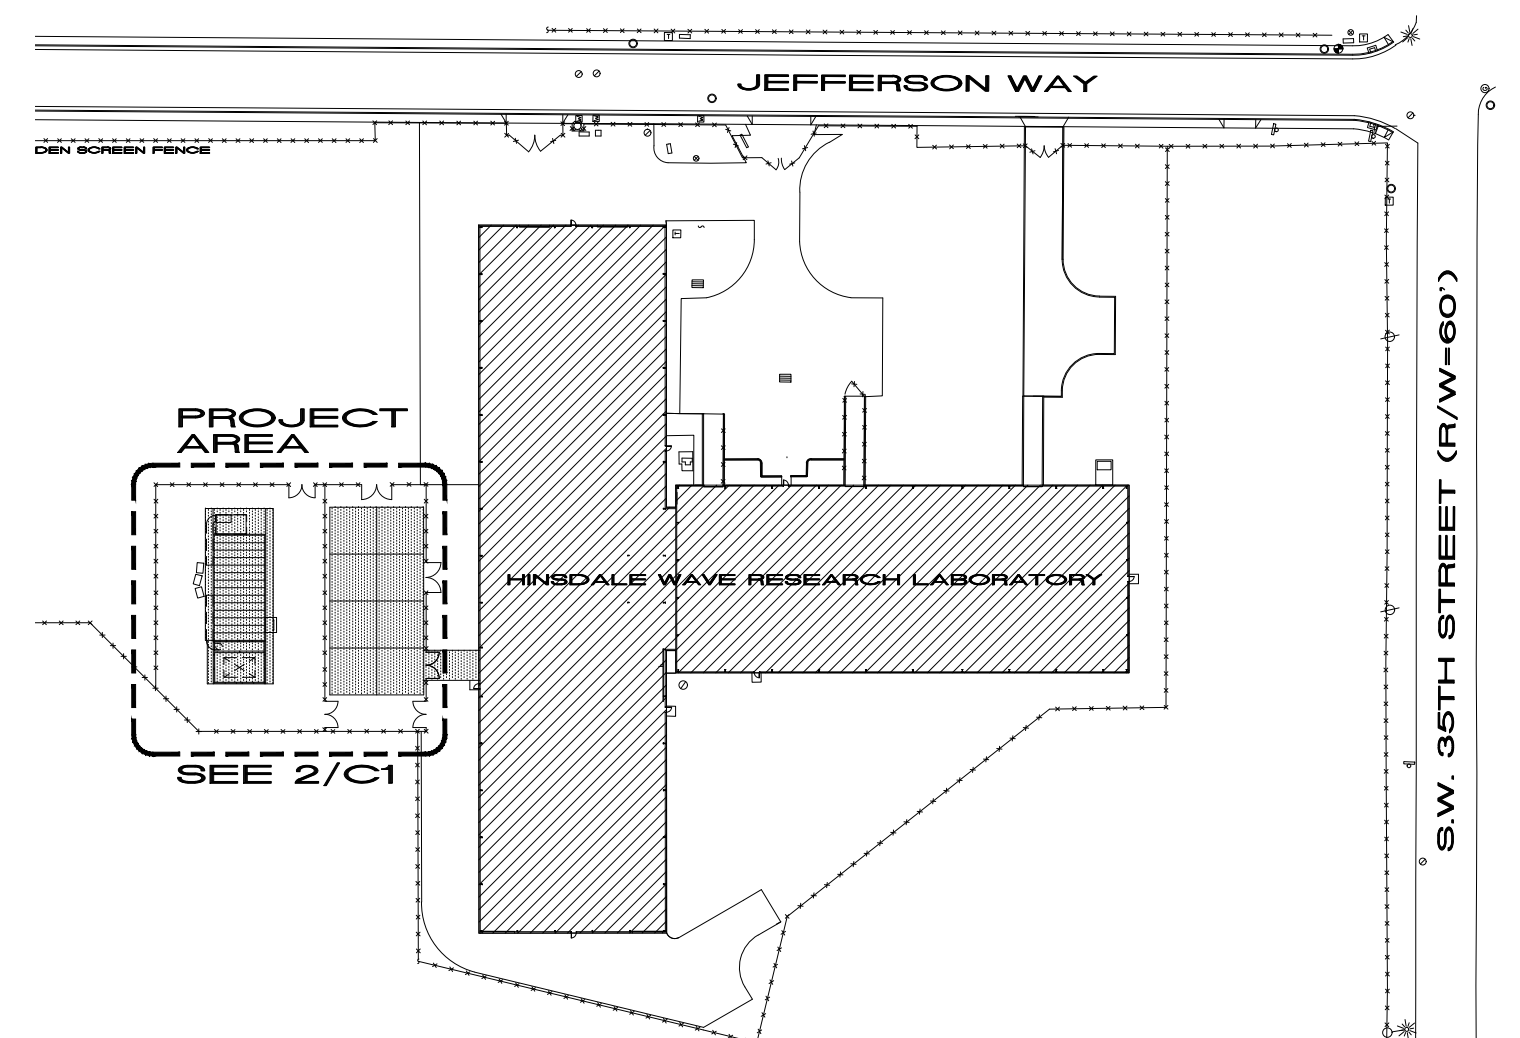 JEFFERSON WAY
DEN SCREEN FENCE
PROJECT
AREA
HINSDALE WAVE RESEARCH LABORATORY
SEE 2/C1
S.W. 35TH STREET (R/W=60')